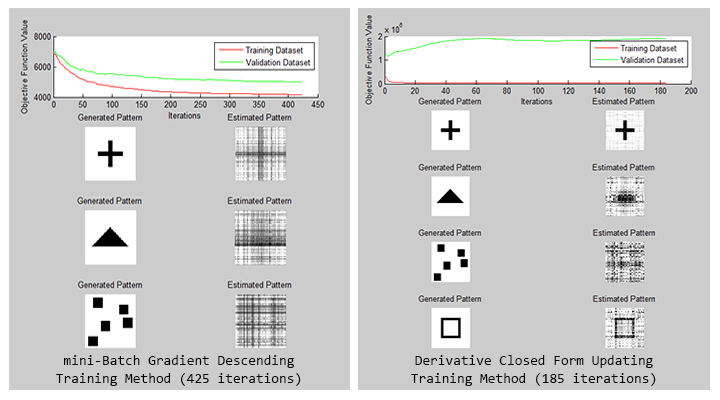 8000
6000
4000
Objective Function Value
Training Dataset
Validation Dataset
0 50 100 150 200 250 300 350 400 450
Iterations
Generated Pattern Estimated Pattern
Generated Pattern Estimated Pattern
Generated Pattern Estimated Pattern
mini-Batch Gradient Descending
Training Method (425 iterations)
2 x 10^6
1
0
Objective Function Value
Training Dataset
Validation Dataset
0 20 40 60 80 100 120 140 160 180 200
Iterations
Generated Pattern Estimated Pattern
Generated Pattern Estimated Pattern
Generated Pattern Estimated Pattern
Generated Pattern Estimated Pattern
Derivative Closed Form Updating
Training Method (185 iterations)